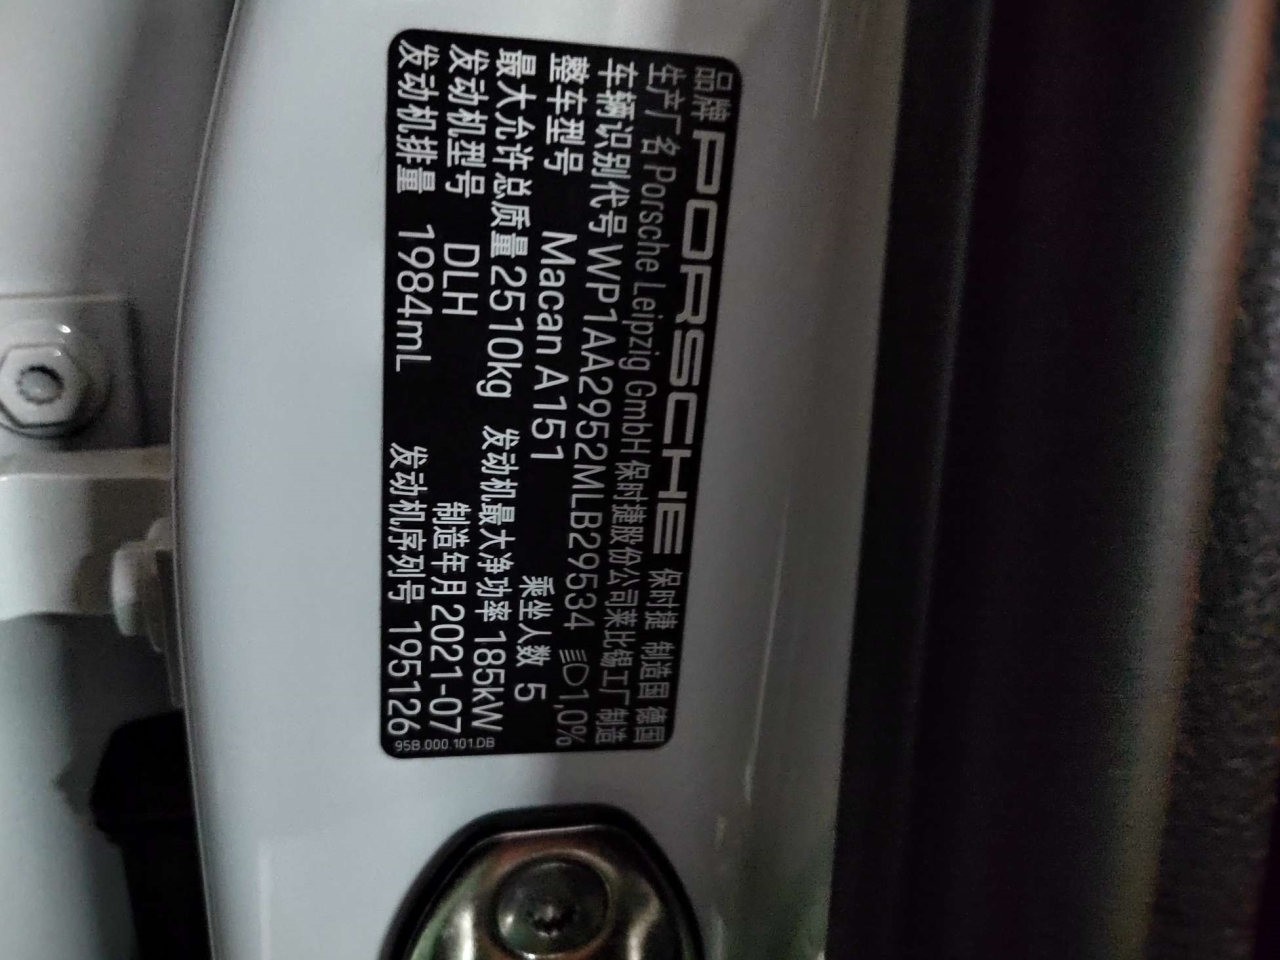 品牌 PORSCHE 保时捷 制造国 德国
生产厂名 Porsche Leipzig GmbH 保时捷股份公司莱比锡工厂 制造
车辆识别代号 WP1AA2952MLB29534 1,0%
整车型号 Macan A151 乘坐人数 5
最大允许总质量 2510kg 发动机最大净功率 185kW
发动机型号 DLH 制造年月 2021-07
发动机排量 1984mL 发动机序列号 195126
95B.000.101.DB